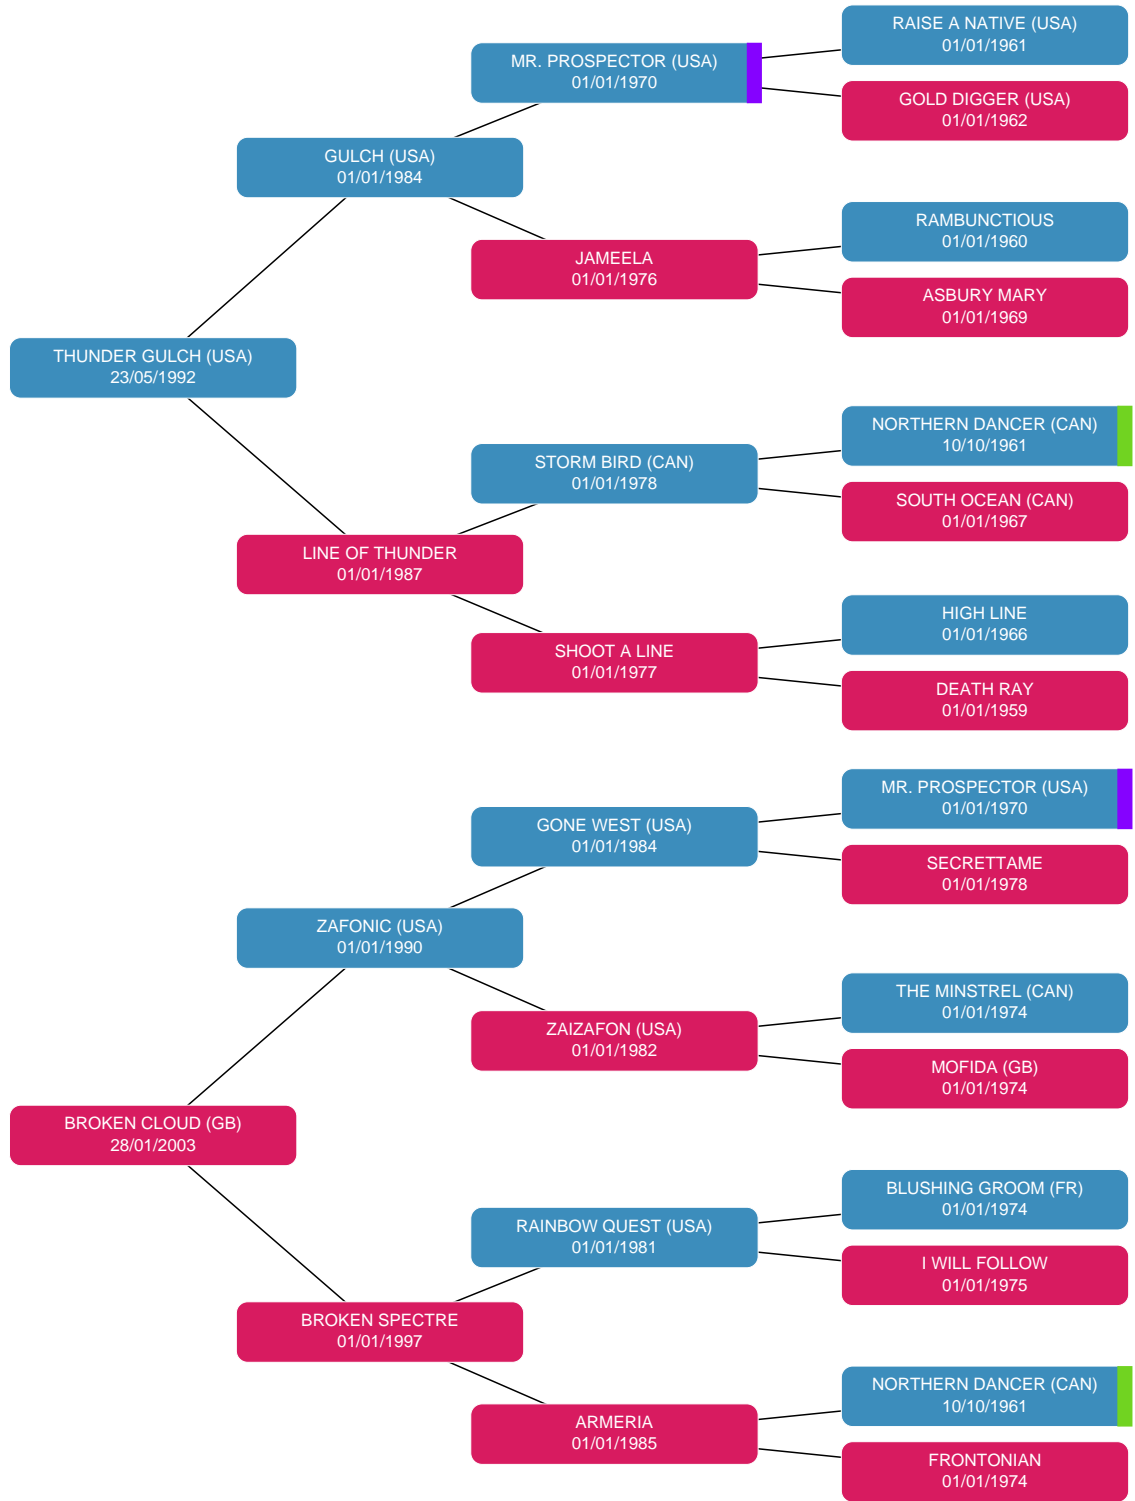 RAISE A NATIVE (USA)
01/01/1961
MR. PROSPECTOR (USA)
01/01/1970
GOLD DIGGER (USA)
01/01/1962
GULCH (USA)
01/01/1984
RAMBUNCTIOUS
01/01/1960
JAMEELA
01/01/1976
ASBURY MARY
01/01/1969
THUNDER GULCH (USA)
23/05/1992
NORTHERN DANCER (CAN)
10/10/1961
STORM BIRD (CAN)
01/01/1978
SOUTH OCEAN (CAN)
01/01/1967
LINE OF THUNDER
01/01/1987
HIGH LINE
01/01/1966
SHOOT A LINE
01/01/1977
DEATH RAY
01/01/1959
MR. PROSPECTOR (USA)
01/01/1970
GONE WEST (USA)
01/01/1984
SECRETTAME
01/01/1978
ZAFONIC (USA)
01/01/1990
THE MINSTREL (CAN)
01/01/1974
ZAIZAFON (USA)
01/01/1982
MOFIDA (GB)
01/01/1974
BROKEN CLOUD (GB)
28/01/2003
BLUSHING GROOM (FR)
01/01/1974
RAINBOW QUEST (USA)
01/01/1981
I WILL FOLLOW
01/01/1975
BROKEN SPECTRE
01/01/1997
NORTHERN DANCER (CAN)
10/10/1961
ARMERIA
01/01/1985
FRONTONIAN
01/01/1974